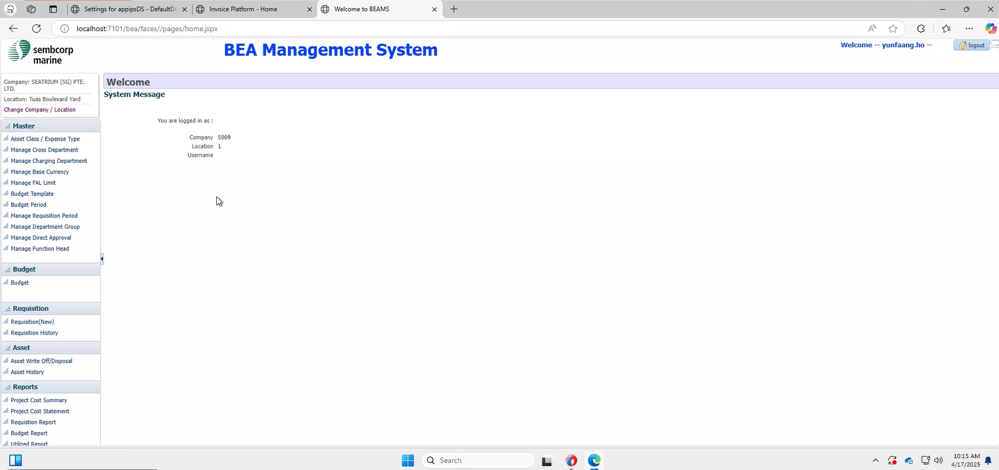 Settings for appipsDS - DefaultDo
Invoice Platform - Home
Welcome to BEAMS
localhost:7101/bea/faces//pages/home.jspx
sembcorp
marine
BEA Management System
Welcome -- yunfaang.ho --
logout
Company: SEATRIUM (SG) PTE.
LTD.
Location: Tuas Boulevard Yard
Change Company / Location
Master
Asset Class / Expense Type
Manage Cross Department
Manage Charging Department
Manage Base Currency
Manage FAL Limit
Budget Template
Budget Period
Manage Requisition Period
Manage Department Group
Manage Direct Approval
Manage Function Head
Budget
Budget
Requisition
Requisition(New)
Requisition History
Asset
Asset Write Off/Disposal
Asset History
Reports
Project Cost Summary
Project Cost Statement
Requistion Report
Budget Report
Utilized Report
Welcome
System Message
You are logged in as :
Company S009
Location 1
Username
Search
10:15 AM
4/17/2025